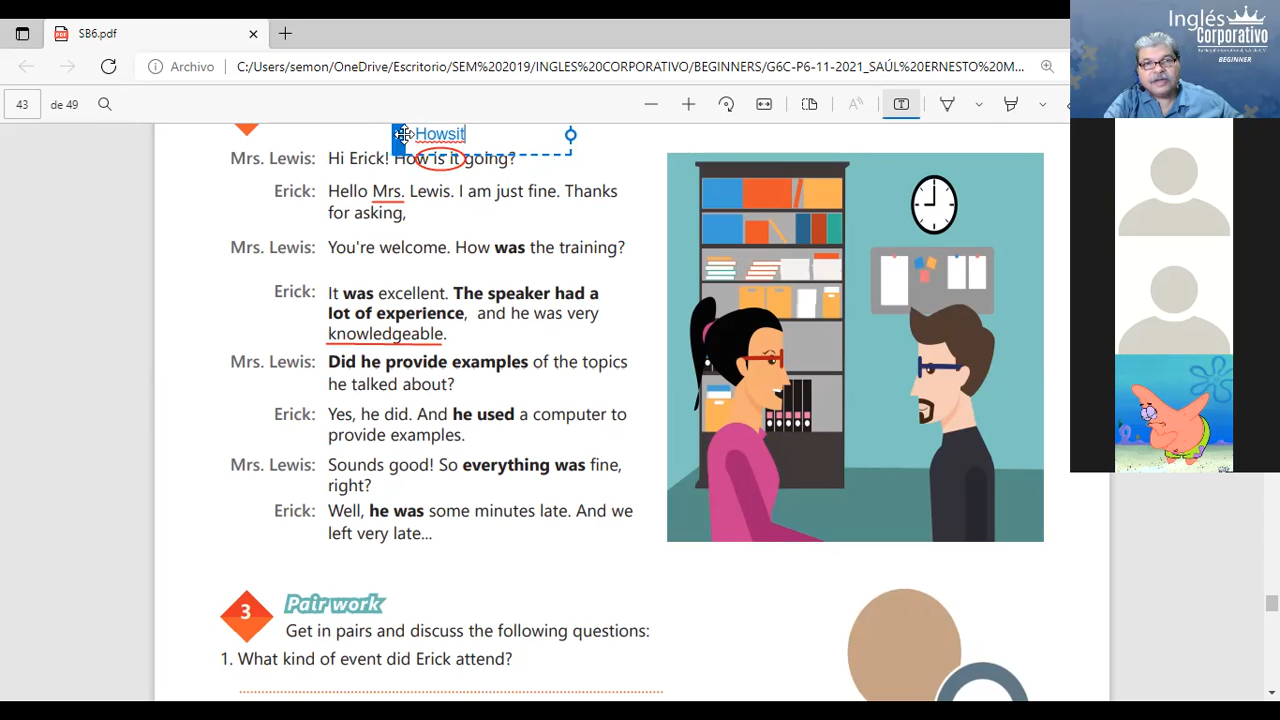 SB6.pdf
Archivo
C:/Users/semon/OneDrive/Escritorio/SEM%202019/INGLES%20CORPORATIVO/BEGINNERS/G6C-P6-11-2021_SAÚL%20ERNESTO%20M...
43 de 49
Howsit
Mrs. Lewis: Hi Erick! How is it going?
Erick: Hello Mrs. Lewis. I am just fine. Thanks
for asking,
Mrs. Lewis: You're welcome. How was the training?
Erick: It was excellent. The speaker had a
lot of experience, and he was very
knowledgeable.
Mrs. Lewis: Did he provide examples of the topics
he talked about?
Erick: Yes, he did. And he used a computer to
provide examples.
Mrs. Lewis: Sounds good! So everything was fine,
right?
Erick: Well, he was some minutes late. And we
left very late...
3 Pair work
Get in pairs and discuss the following questions:
1. What kind of event did Erick attend?
Inglés
Corporativo
BEGINNER